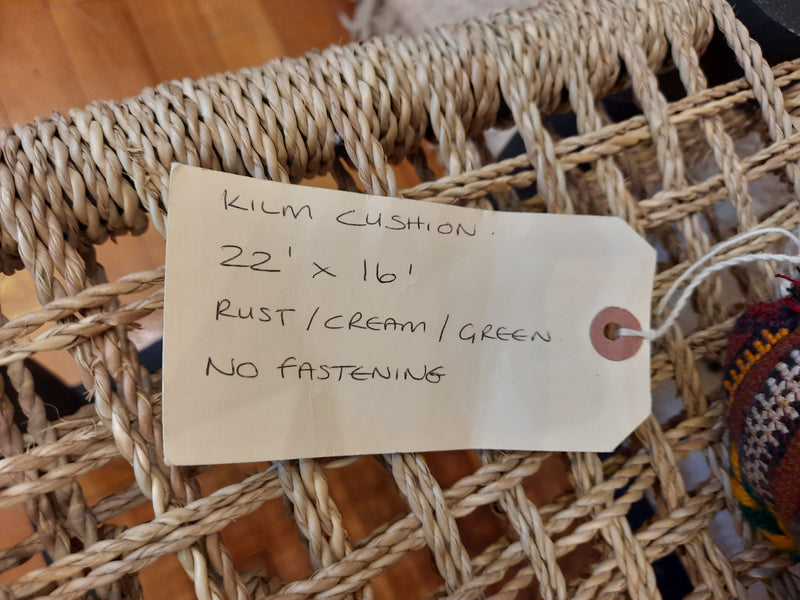 KILM CUSHION.
22' x 16'
RUST / CREAM / GREEN
NO FASTENING